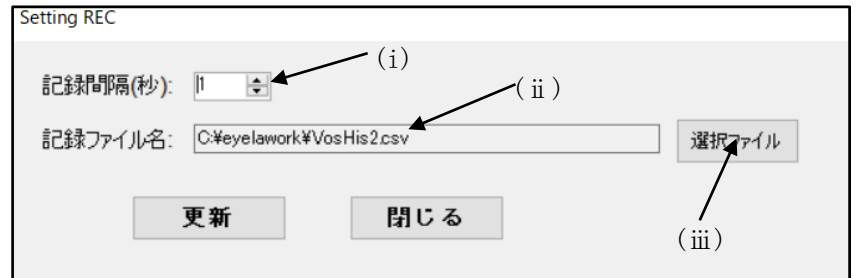 Setting REC
(i)
記録間隔(秒): 1
(ii)
記録ファイル名: C:¥eyelawork¥VosHis2.csv 選択ファイル
更新 閉じる
(iii)